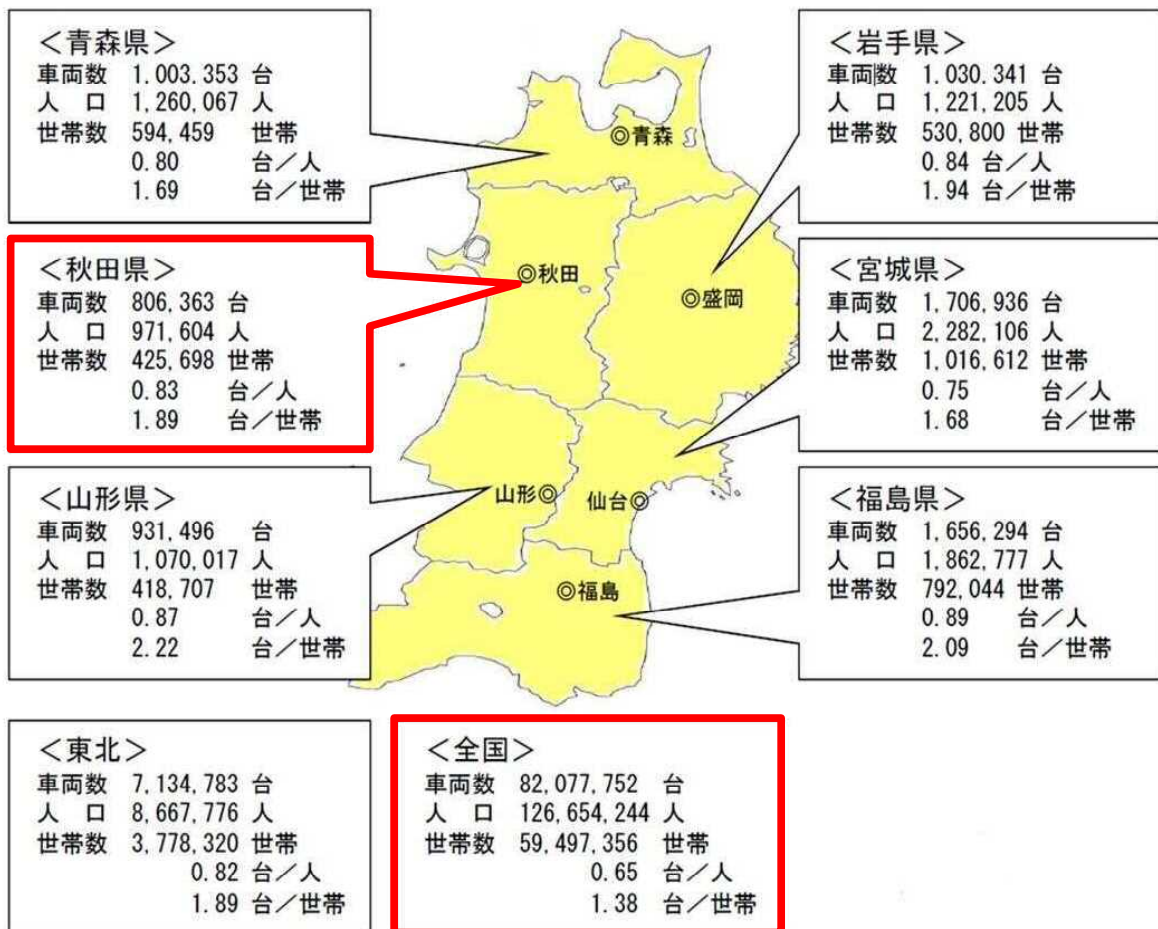 ＜青森県＞
車両数 1.003.353 台
人 口 1,260,067 人
世帯数 594,459 世帯
0.80 台／人
1.69 台／世帯
＜岩手県＞
車両数 1.030.341 台
人 口 1,221,205 人
世帯数 530,800 世帯
0.84 台／人
1.94 台／世帯
◎青森
＜秋田県＞
車両数 806,363 台
人 口 971,604 人
世帯数 425,698 世帯
0.83 台／人
1.89 台／世帯
◎秋田
◎盛岡
＜宮城県＞
車両数 1,706,936 台
人 口 2,282,106 人
世帯数 1,016,612 世帯
0.75 台／人
1.68 台／世帯
＜山形県＞
車両数 931,496 台
人 口 1,070,017 人
世帯数 418,707 世帯
0.87 台／人
2.22 台／世帯
山形◎
仙台◎
＜福島県＞
車両数 1,656,294 台
人 口 1,862,777 人
世帯数 792,044 世帯
0.89 台／人
2.09 台／世帯
◎福島
＜東北＞
車両数 7,134,783 台
人 口 8,667,776 人
世帯数 3,778,320 世帯
0.82 台／人
1.89 台／世帯
＜全国＞
車両数 82,077,752 台
人 口 126,654,244 人
世帯数 59,497,356 世帯
0.65 台／人
1.38 台／世帯